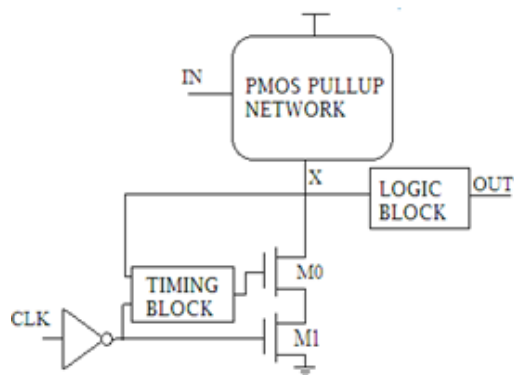 IN
PMOS PULLUP
NETWORK
X
LOGIC
BLOCK
OUT
TIMING
BLOCK
M0
CLK
M1